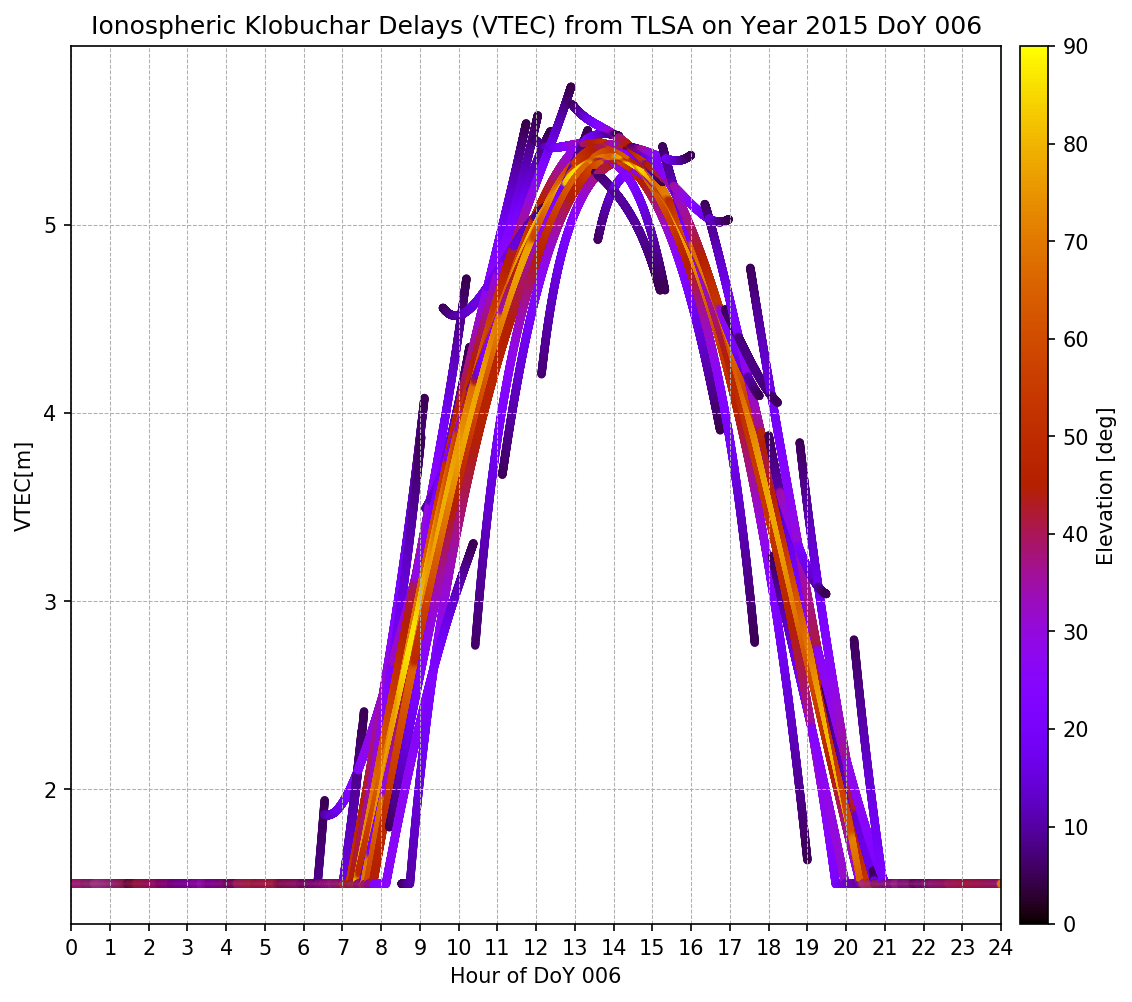 Ionospheric Klobuchar Delays (VTEC) from TLSA on Year 2015 DoY 006
VTEC[m]
5
4
3
2
0 1 2 3 4 5 6 7 8 9 10 11 12 13 14 15 16 17 18 19 20 21 22 23 24
Hour of DoY 006
90
80
70
60
50
40
30
20
10
0
Elevation [deg]